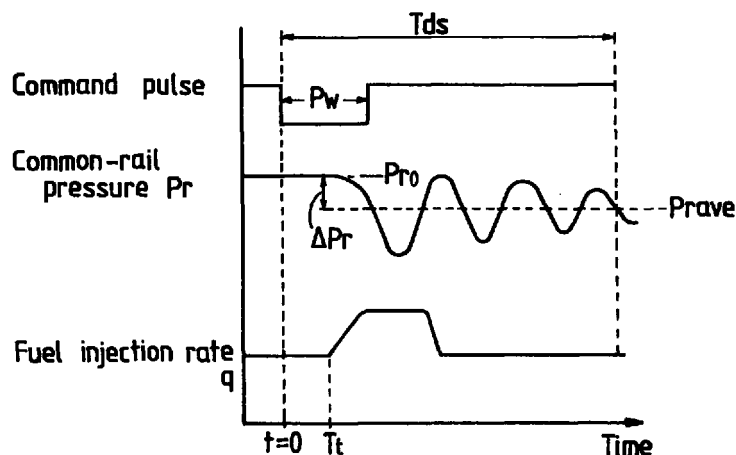 Tds
Command pulse
Pw
Common-rail
pressure Pr
Pr₀
Prave
ΔPr
Fuel injection rate
q
t=0
Tt
Time